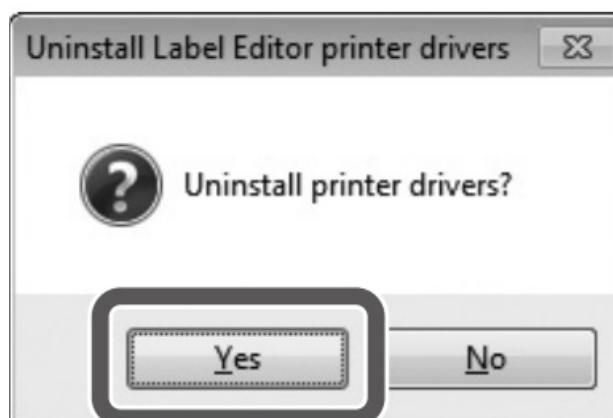 Uninstall Label Editor printer drivers
Uninstall printer drivers?
Yes
No